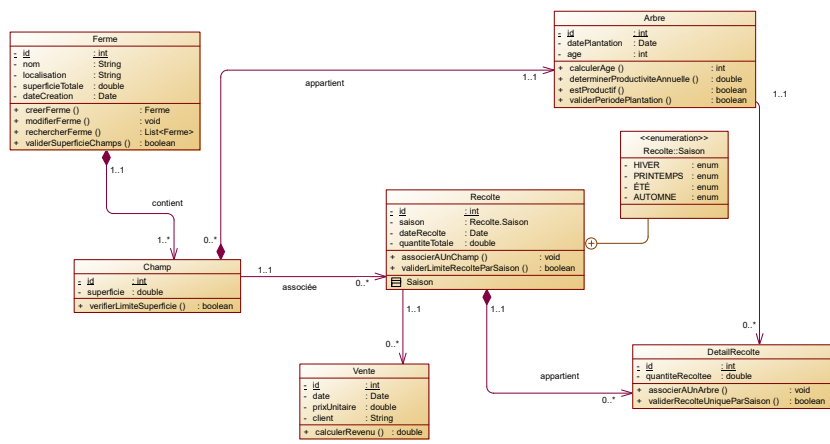 Ferme
- id : int
- nom : String
- localisation : String
- superficieTotale : double
- dateCreation : Date
+ creerFerme () : Ferme
+ modifierFerme () : void
+ rechercherFerme () : List<Ferme>
+ validerSuperficieChamps () : boolean
1..1
contient
1..*
Champ
- id : int
- superficie : double
+ verifierLimiteSuperficie () : boolean
0..*
appartient
1..1
Arbre
- id : int
- datePlantation : Date
- age : int
+ calculerAge () : int
+ determinerProductiviteAnnuelle () : double
+ estProductif () : boolean
+ validerPeriodePlantation () : boolean
1..1
0..*
<<enumeration>>
Recolte::Saison
- HIVER : enum
- PRINTEMPS : enum
- ÉTÉ : enum
- AUTOMNE : enum
Recolte
- id : int
- saison : Recolte.Saison
- dateRecolte : Date
- quantiteTotale : double
+ associerAUnChamp () : void
+ validerLimiteRecolteParSaison () : boolean
Saison
1..1
associée
0..*
1..1
0..*
Vente
- id : int
- date : Date
- prixUnitaire : double
- client : String
+ calculerRevenu () : double
1..1
appartient
0..*
DetailRecolte
- id : int
- quantiteRecoltee : double
+ associerAUnArbre () : void
+ validerRecolteUniqueParSaison () : boolean